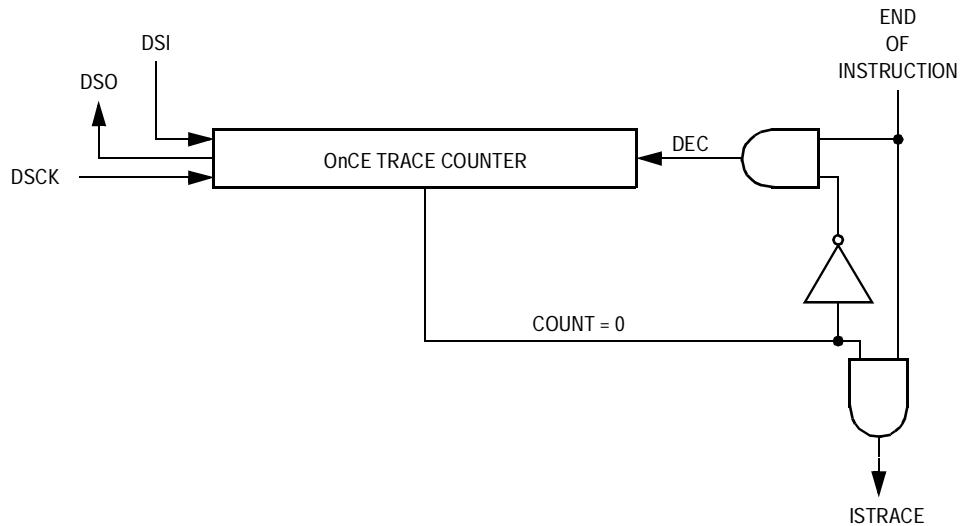 END
OF
INSTRUCTION
DSI
DSO
DSCK
OnCE TRACE COUNTER
DEC
COUNT = 0
ISTRACE